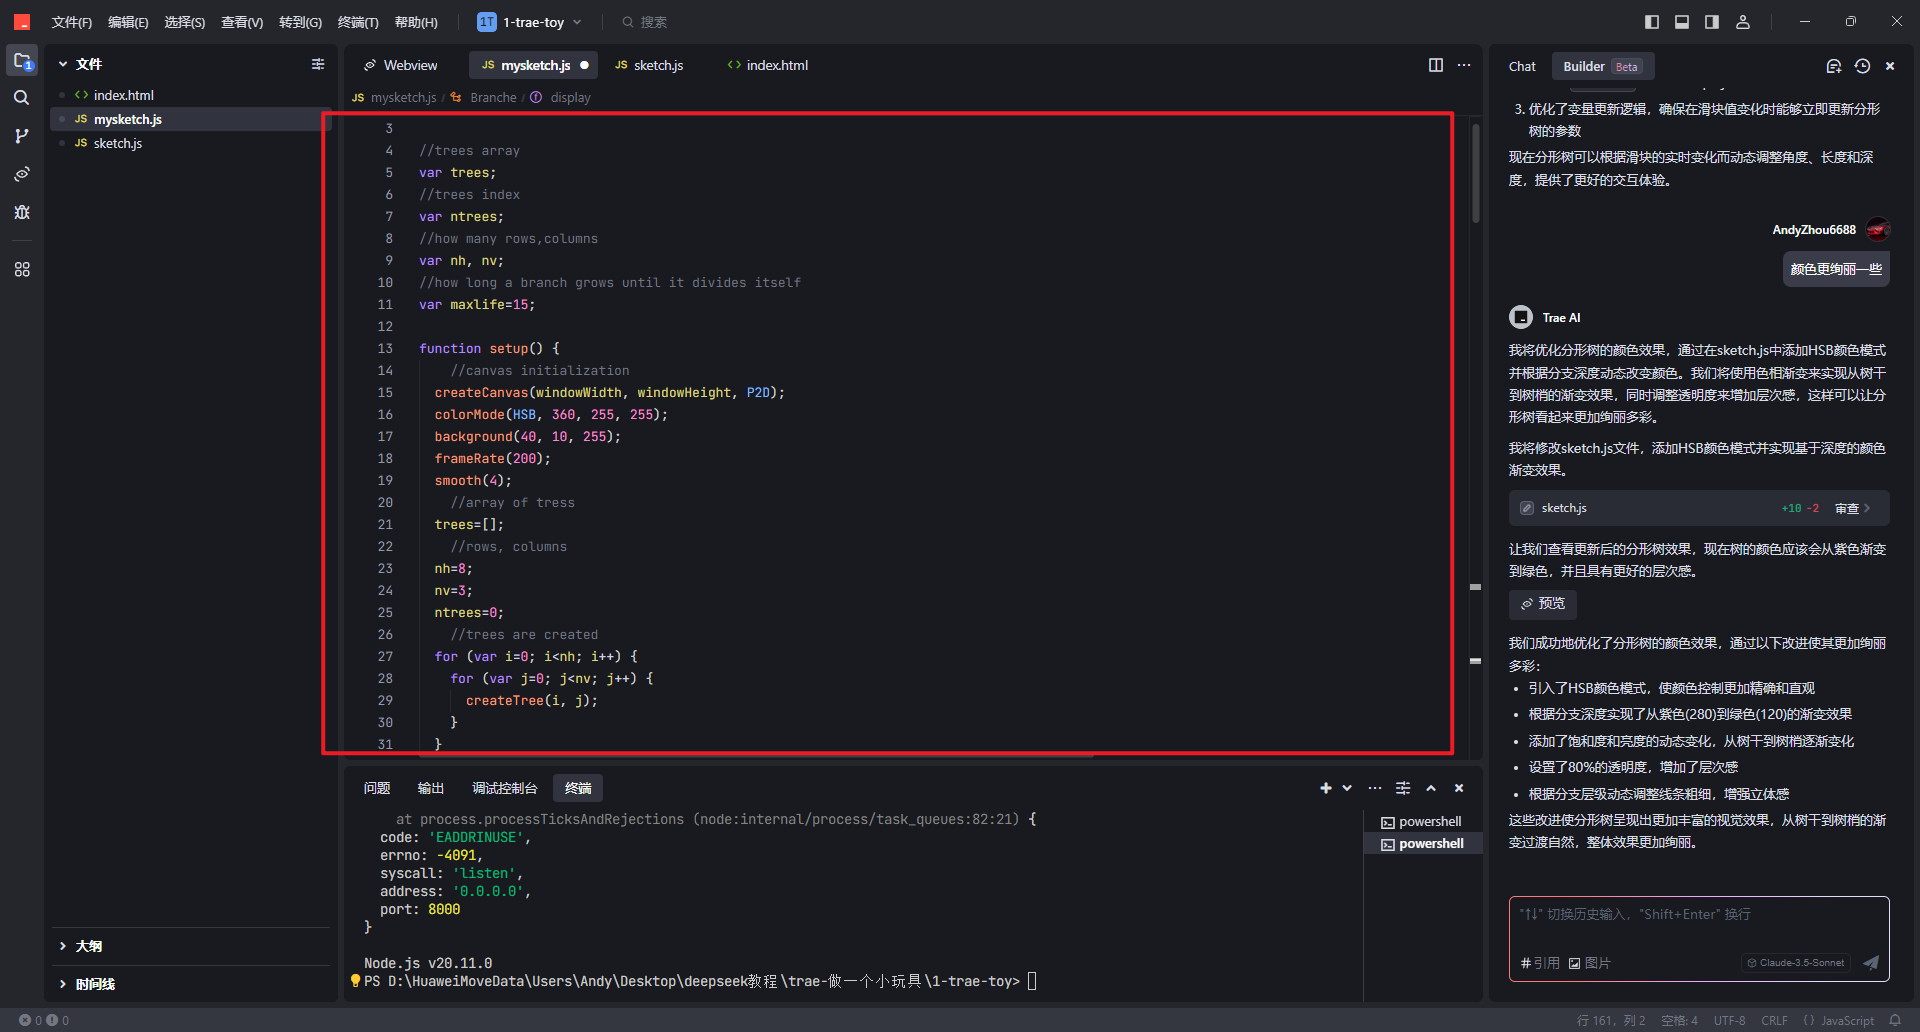 文件(F) 编辑(E) 选择(S) 查看(V) 转到(G) 终端(T) 帮助(H) 1T 1-trae-toy 搜索
1
文件
index.html
JS mysketch.js
JS sketch.js
大纲
时间线
Webview JS mysketch.js JS sketch.js index.html
JS mysketch.js / Branche / display
3
4 //trees array
5 var trees;
6 //trees index
7 var ntrees;
8 //how many rows,columns
9 var nh, nv;
10 //how long a branch grows until it divides itself
11 var maxlife=15;
12
13 function setup() {
14 //canvas initialization
15 createCanvas(windowWidth, windowHeight, P2D);
16 colorMode(HSB, 360, 255, 255);
17 background(40, 10, 255);
18 frameRate(200);
19 smooth(4);
20 //array of tress
21 trees=[];
22 //rows, columns
23 nh=8;
24 nv=3;
25 ntrees=0;
26 //trees are created
27 for (var i=0; i<nh; i++) {
28 for (var j=0; j<nv; j++) {
29 createTree(i, j);
30 }
31 }
问题 输出 调试控制台 终端
at process.processTicksAndRejections (node:internal/process/task_queues:82:21) {
code: 'EADDRINUSE',
errno: -4091,
syscall: 'listen',
address: '0.0.0.0',
port: 8000
}
Node.js v20.11.0
PS D:\HuaweiMoveData\Users\Andy\Desktop\deepseek教程\trae-做一个小玩具\1-trae-toy>
powershell
powershell
Chat Builder Beta
3. 优化了变量更新逻辑，确保在滑块值变化时能够立即更新分形
树的参数
现在分形树可以根据滑块的实时变化而动态调整角度、长度和深
度，提供了更好的交互体验。
AndyZhou6688
颜色更绚丽一些
Trae AI
我将优化分形树的颜色效果，通过在sketch.js中添加HSB颜色模式
并根据分支深度动态改变颜色。我们将使用色相渐变来实现从树干
到树梢的渐变效果，同时调整透明度来增加层次感，这样可以让分
形树看起来更加绚丽多彩。
我将修改sketch.js文件，添加HSB颜色模式并实现基于深度的颜色
渐变效果。
sketch.js +10 -2 审查
让我们查看更新后的分形树效果，现在树的颜色应该会从紫色渐变
到绿色，并且具有更好的层次感。
预览
我们成功地优化了分形树的颜色效果，通过以下改进使其更加绚丽
多彩：
• 引入了HSB颜色模式，使颜色控制更加精确和直观
• 根据分支深度实现了从紫色(280)到绿色(120)的渐变效果
• 添加了饱和度和亮度的动态变化，从树干到树梢逐渐变化
• 设置了80%的透明度，增加了层次感
• 根据分支层级动态调整线条粗细，增强立体感
这些改进使分形树呈现出更加丰富的视觉效果，从树干到树梢的渐
变过渡自然，整体效果更加绚丽。
"↑↓" 切换历史输入，"Shift+Enter" 换行
#引用 图片 Claude-3.5-Sonnet
0 0 行 161，列 2 空格: 4 UTF-8 CRLF {} JavaScript